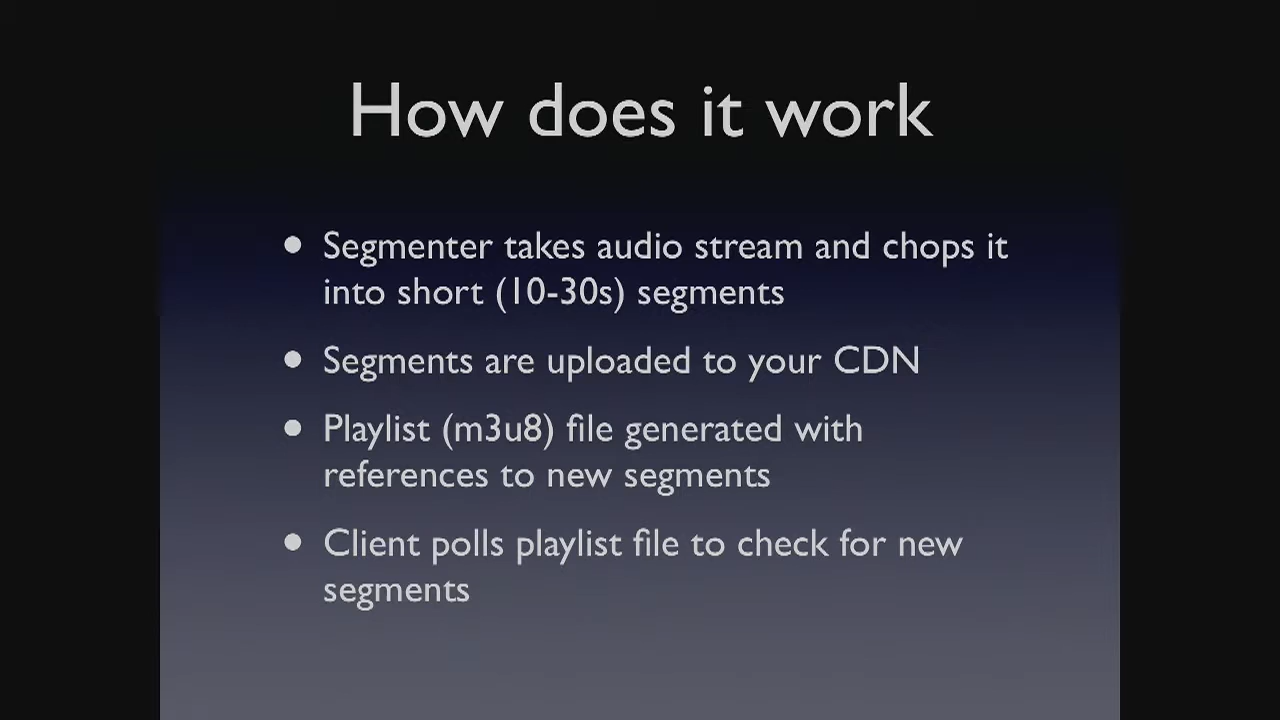 How does it work
• Segmenter takes audio stream and chops it
into short (10-30s) segments
• Segments are uploaded to your CDN
• Playlist (m3u8) file generated with
references to new segments
• Client polls playlist file to check for new
segments